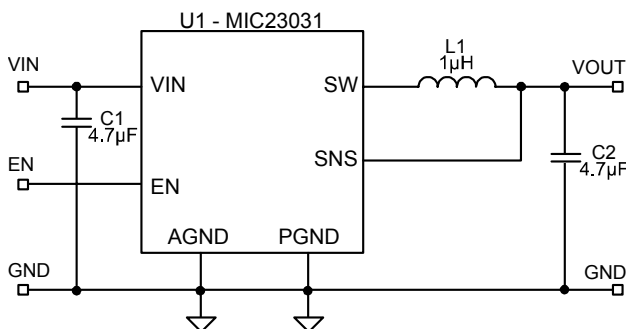 U1 - MIC23031
VIN
VIN
C1
4.7µF
EN
EN
GND
AGND
PGND
SW
SNS
L1
1µH
VOUT
C2
4.7µF
GND